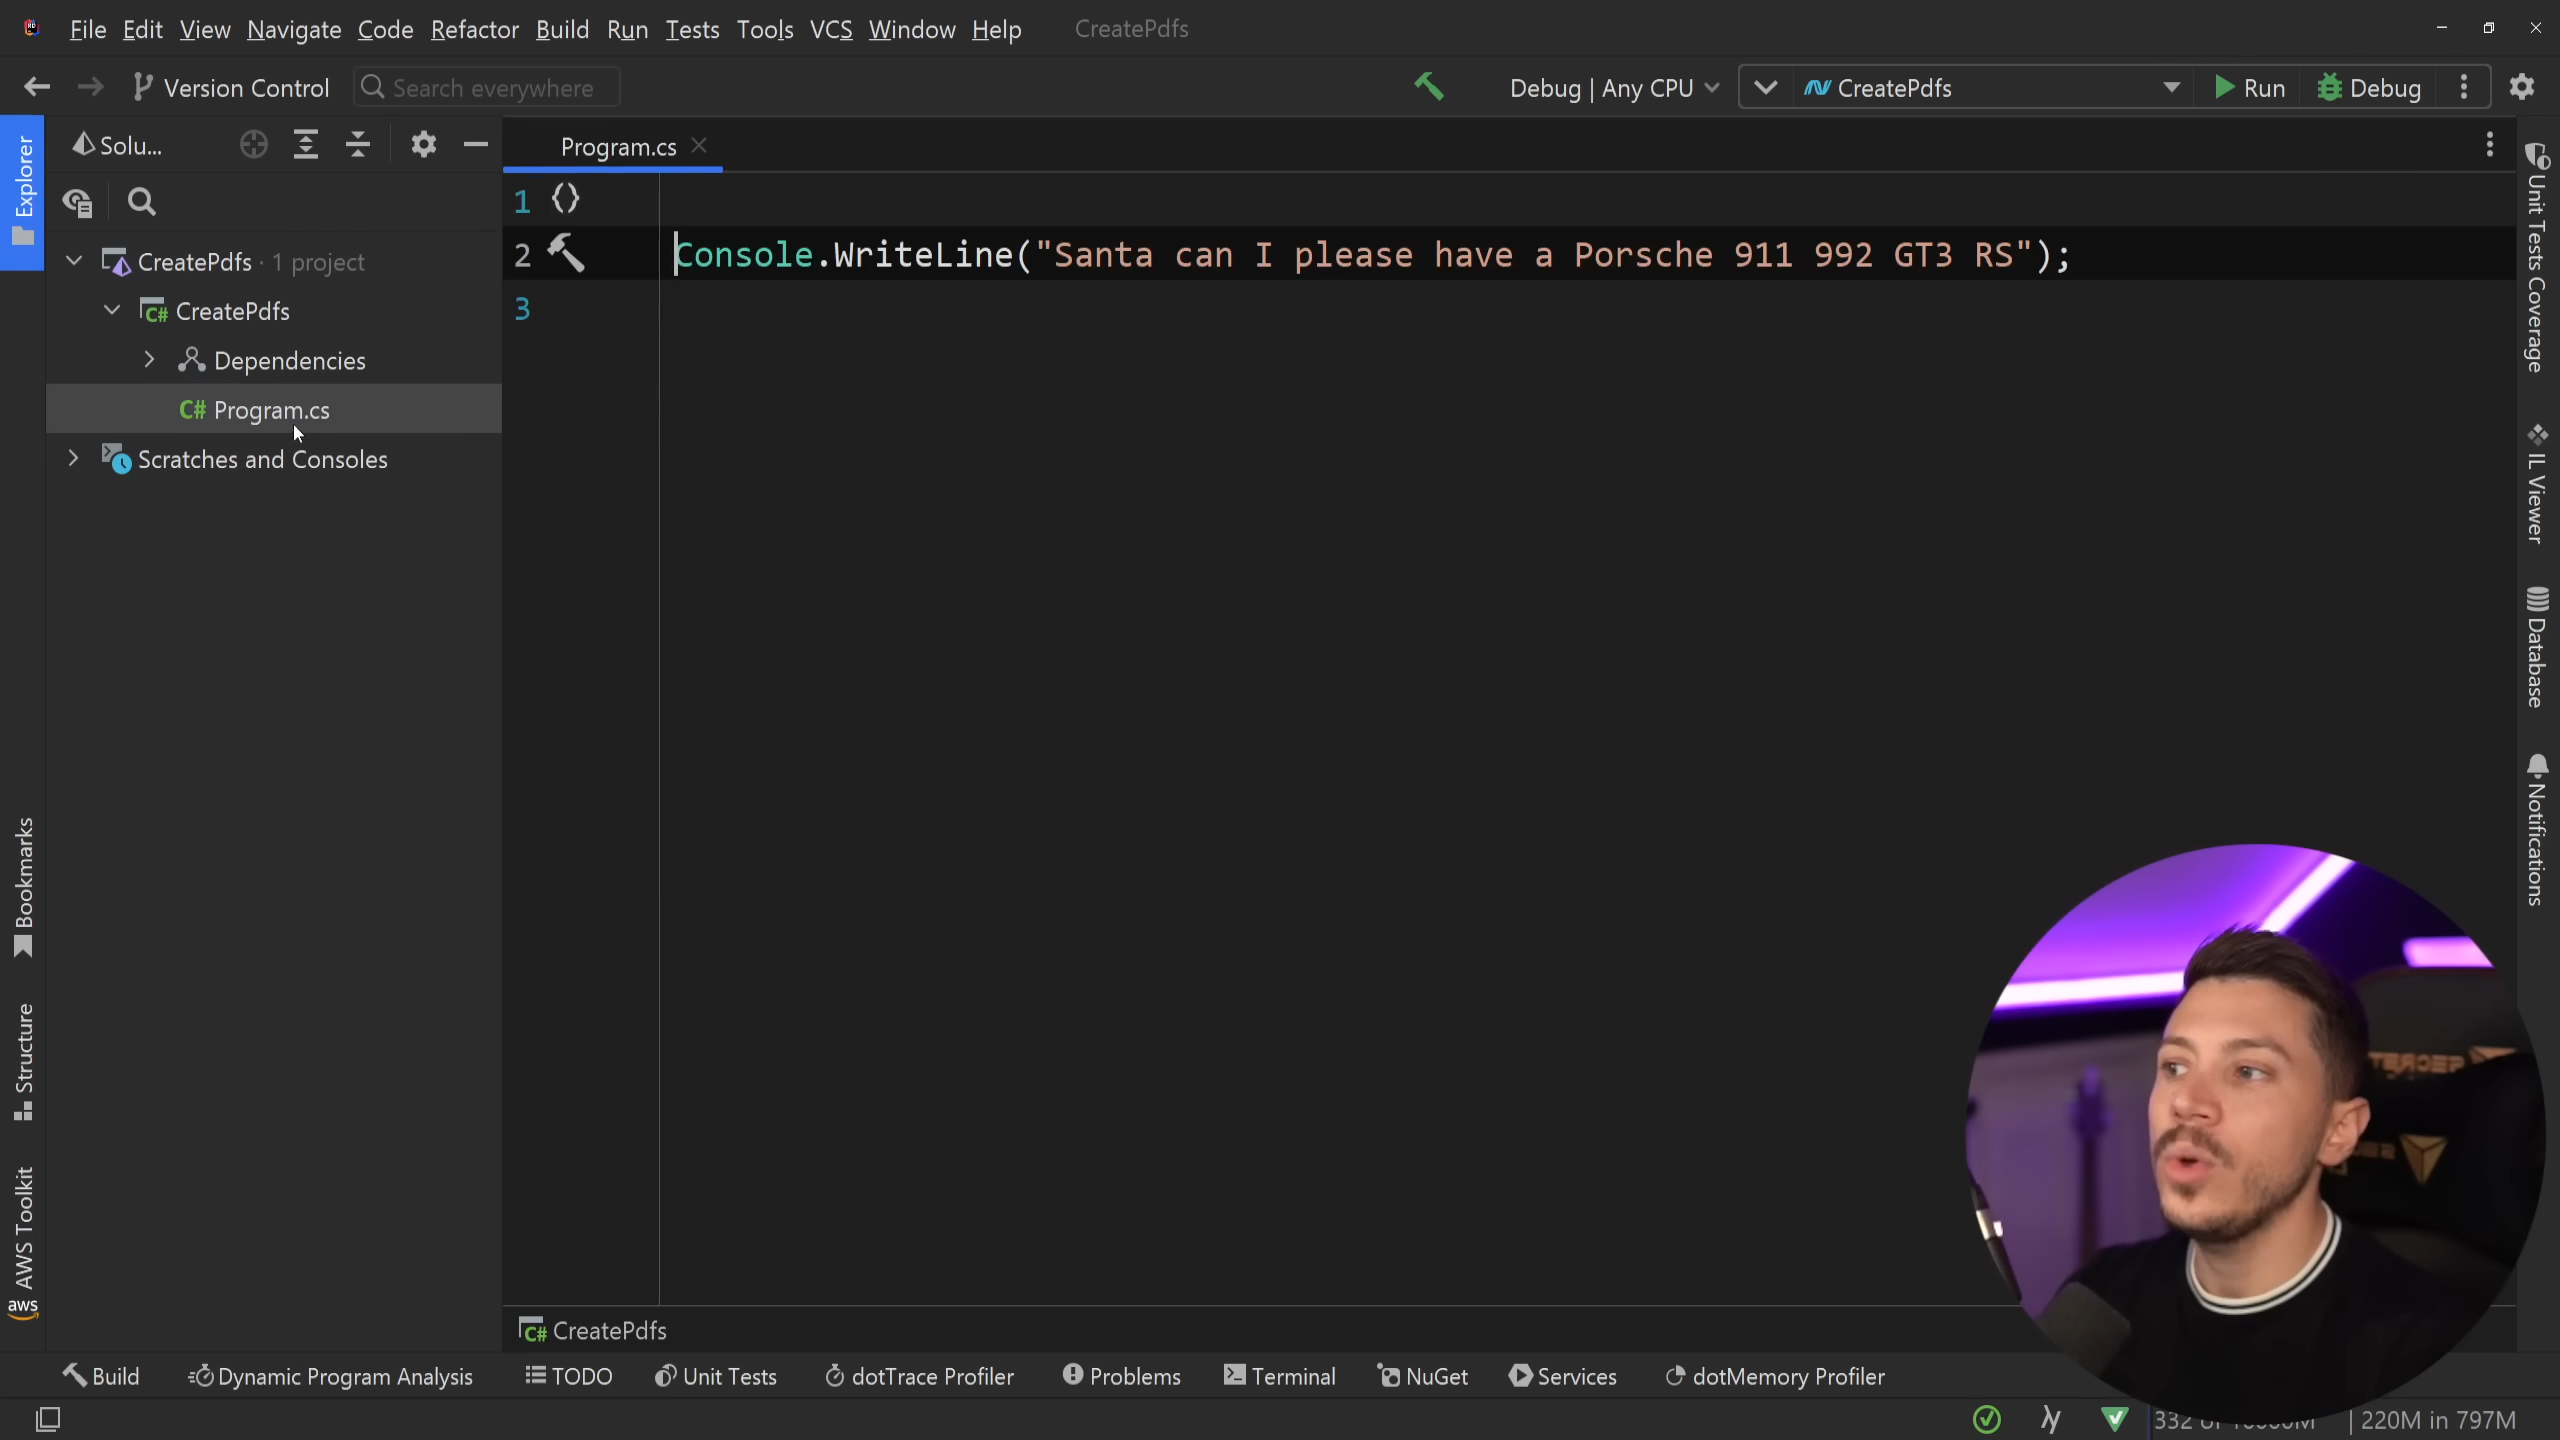 File Edit View Navigate Code Refactor Build Run Tests Tools VCS Window Help CreatePdfs
Version Control Search everywhere Debug | Any CPU CreatePdfs Run Debug
Explorer
Solu...
Program.cs
1
2 Console.WriteLine("Santa can I please have a Porsche 911 992 GT3 RS");
3
CreatePdfs · 1 project
C# CreatePdfs
Dependencies
C# Program.cs
Scratches and Consoles
Bookmarks
Structure
AWS Toolkit
aws
Unit Tests Coverage
IL Viewer
Database
Notifications
C# CreatePdfs
Build Dynamic Program Analysis TODO Unit Tests dotTrace Profiler Problems Terminal NuGet Services dotMemory Profiler
220M in 797M